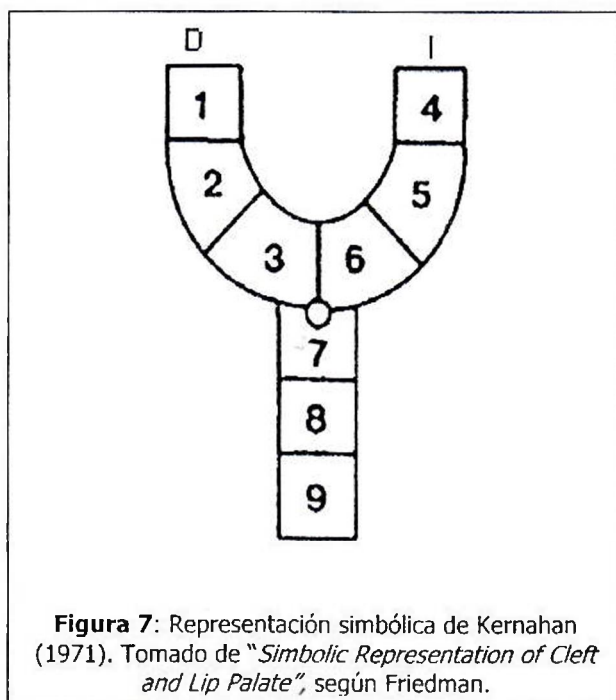 D I
1 4
2 5
3 6
7
8
9
Figura 7: Representación simbólica de Kernahan
(1971). Tomado de "Simbolic Representation of Cleft
and Lip Palate", según Friedman.